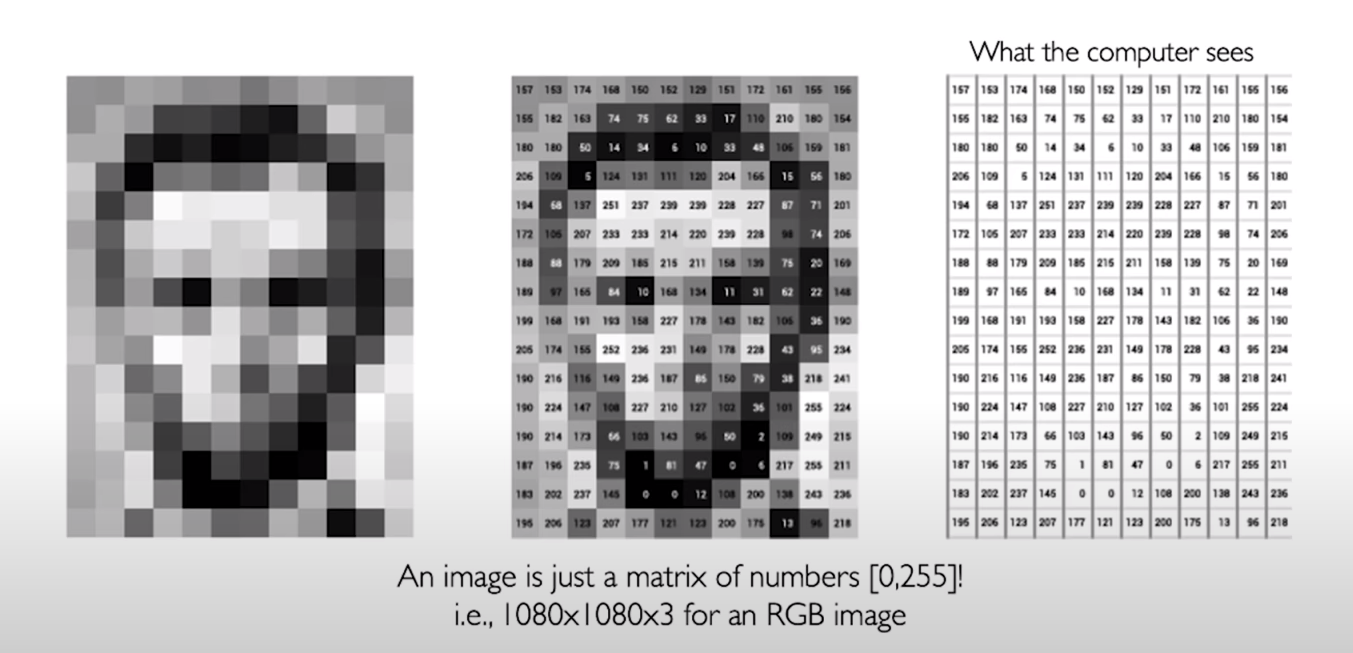 157 153 174 168 150 152 129 151 172 161 155 156
155 182 163 74 75 62 33 17 110 210 180 154
180 180 50 14 34 6 10 33 48 106 159 181
206 109 5 124 131 111 120 204 166 15 56 180
194 68 137 251 237 239 239 228 227 87 71 201
172 105 207 233 233 214 220 239 228 98 74 206
188 88 179 209 185 215 211 158 139 75 20 169
189 97 165 84 10 168 134 11 31 62 22 148
199 168 191 193 158 227 178 143 182 106 36 190
205 174 155 252 236 231 149 178 228 43 95 234
190 216 116 149 236 187 86 150 79 38 218 241
190 224 147 108 227 210 127 102 36 101 255 224
190 214 173 66 103 143 96 50 2 109 249 215
187 196 235 75 1 81 47 0 6 217 255 211
183 202 237 145 0 0 12 108 200 138 243 236
195 206 123 207 177 121 123 200 175 13 96 218
What the computer sees
157 153 174 168 150 152 129 151 172 161 155 156
155 182 163 74 75 62 33 17 110 210 180 154
180 180 50 14 34 6 10 33 48 106 159 181
206 109 5 124 131 111 120 204 166 15 56 180
194 68 137 251 237 239 239 228 227 87 71 201
172 105 207 233 233 214 220 239 228 98 74 206
188 88 179 209 185 215 211 158 139 75 20 169
189 97 165 84 10 168 134 11 31 62 22 148
199 168 191 193 158 227 178 143 182 106 36 190
205 174 155 252 236 231 149 178 228 43 95 234
190 216 116 149 236 187 86 150 79 38 218 241
190 224 147 108 227 210 127 102 36 101 255 224
190 214 173 66 103 143 96 50 2 109 249 215
187 196 235 75 1 81 47 0 6 217 255 211
183 202 237 145 0 0 12 108 200 138 243 236
195 206 123 207 177 121 123 200 175 13 96 218
An image is just a matrix of numbers [0,255]!
i.e., 1080x1080x3 for an RGB image